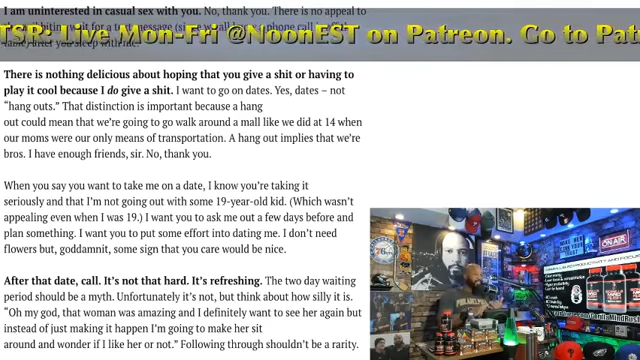 I am uninterested in casual sex with you. No, thank you. There is no appeal to
TSR: Live Mon-Fri @NoonEST on Patreon. Go to Pat
There is nothing delicious about hoping that you give a shit or having to
play it cool because I do give a shit. I want to go on dates. Yes, dates – not
“hang outs.” That distinction is important because a hang
out could mean that we’re going to go walk around a mall like we did at 14 when
our moms were our only means of transportation. A hang out implies that we’re
bros. I have enough friends, sir. No, thank you.
When you say you want to take me on a date, I know you’re taking it
seriously and that I’m not going out with some 19-year-old kid. (Which wasn’t
appealing even when I was 19.) I want you to ask me out a few days before and
plan something. I want you to put some effort into dating me. I don’t need
flowers but, goddamnit, some sign that you care would be nice.
After that date, call. It’s not that hard. It’s refreshing. The two day waiting
period should be a myth. Unfortunately it’s not, but think about how silly it is.
“Oh my god, that woman was amazing and I definitely want to see her again but
instead of just making it happen I’m going to make her sit
around and wonder if I like her or not.” Following through shouldn’t be a rarity.
ON AIR